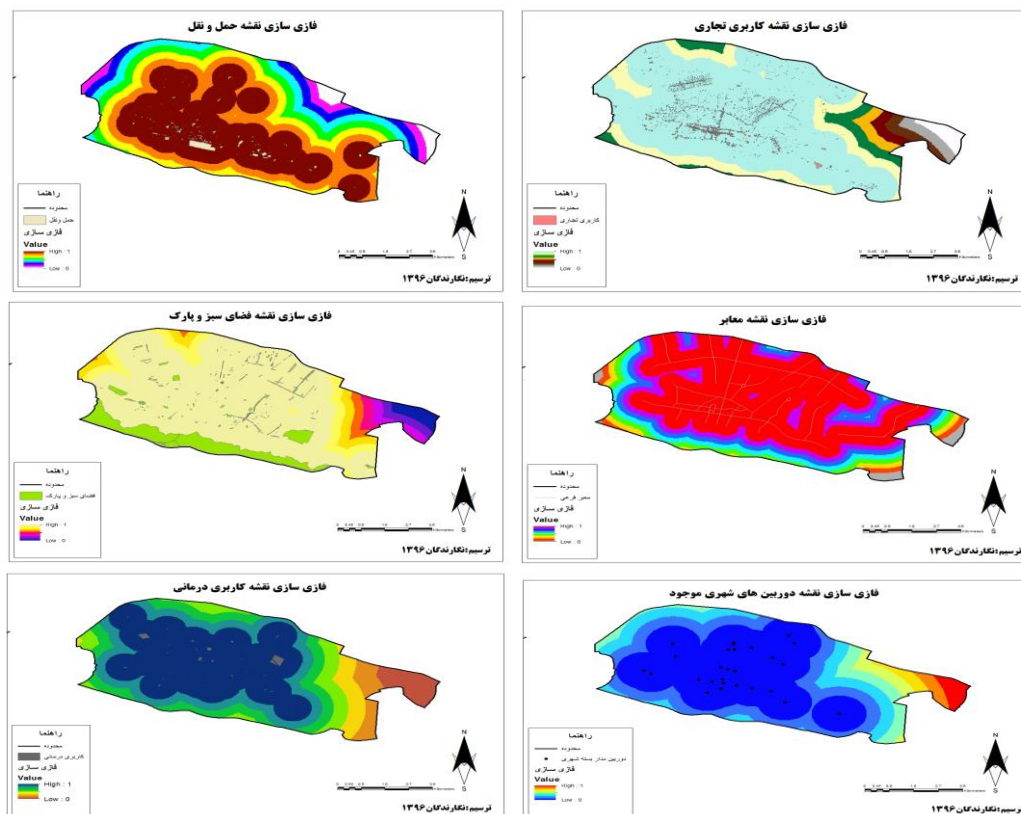 فازی سازی نقشه حمل و نقل
راهنما
محدوده
حمل ونقل
فازی سازی
Value
High : 1
Low : 0
N
S
ترسیم:نگارندگان ۱۳۹۶
فازی سازی نقشه کاربری تجاری
راهنما
محدوده
کاربری تجاری
فازی سازی
Value
High : 1
Low : 0
N
S
ترسیم:نگارندگان ۱۳۹۶
فازی سازی نقشه فضای سبز و پارک
راهنما
محدوده
فضای سبز و پارک
فازی سازی
Value
High : 1
Low : 0
N
S
ترسیم:نگارندگان ۱۳۹۶
فازی سازی نقشه معابر
راهنما
محدوده
معبر فرعی
فازی سازی
Value
High : 1
Low : 0
N
S
ترسیم:نگارندگان ۱۳۹۶
فازی سازی نقشه کاربری درمانی
راهنما
محدوده
کاربری درمانی
فازی سازی
Value
High : 1
Low : 0
N
S
ترسیم:نگارندگان ۱۳۹۶
فازی سازی نقشه دوربین های شهری موجود
راهنما
محدوده
دوربین مدار بسته شهری
فازی سازی
Value
High : 1
Low : 0
N
S
ترسیم:نگارندگان ۱۳۹۶